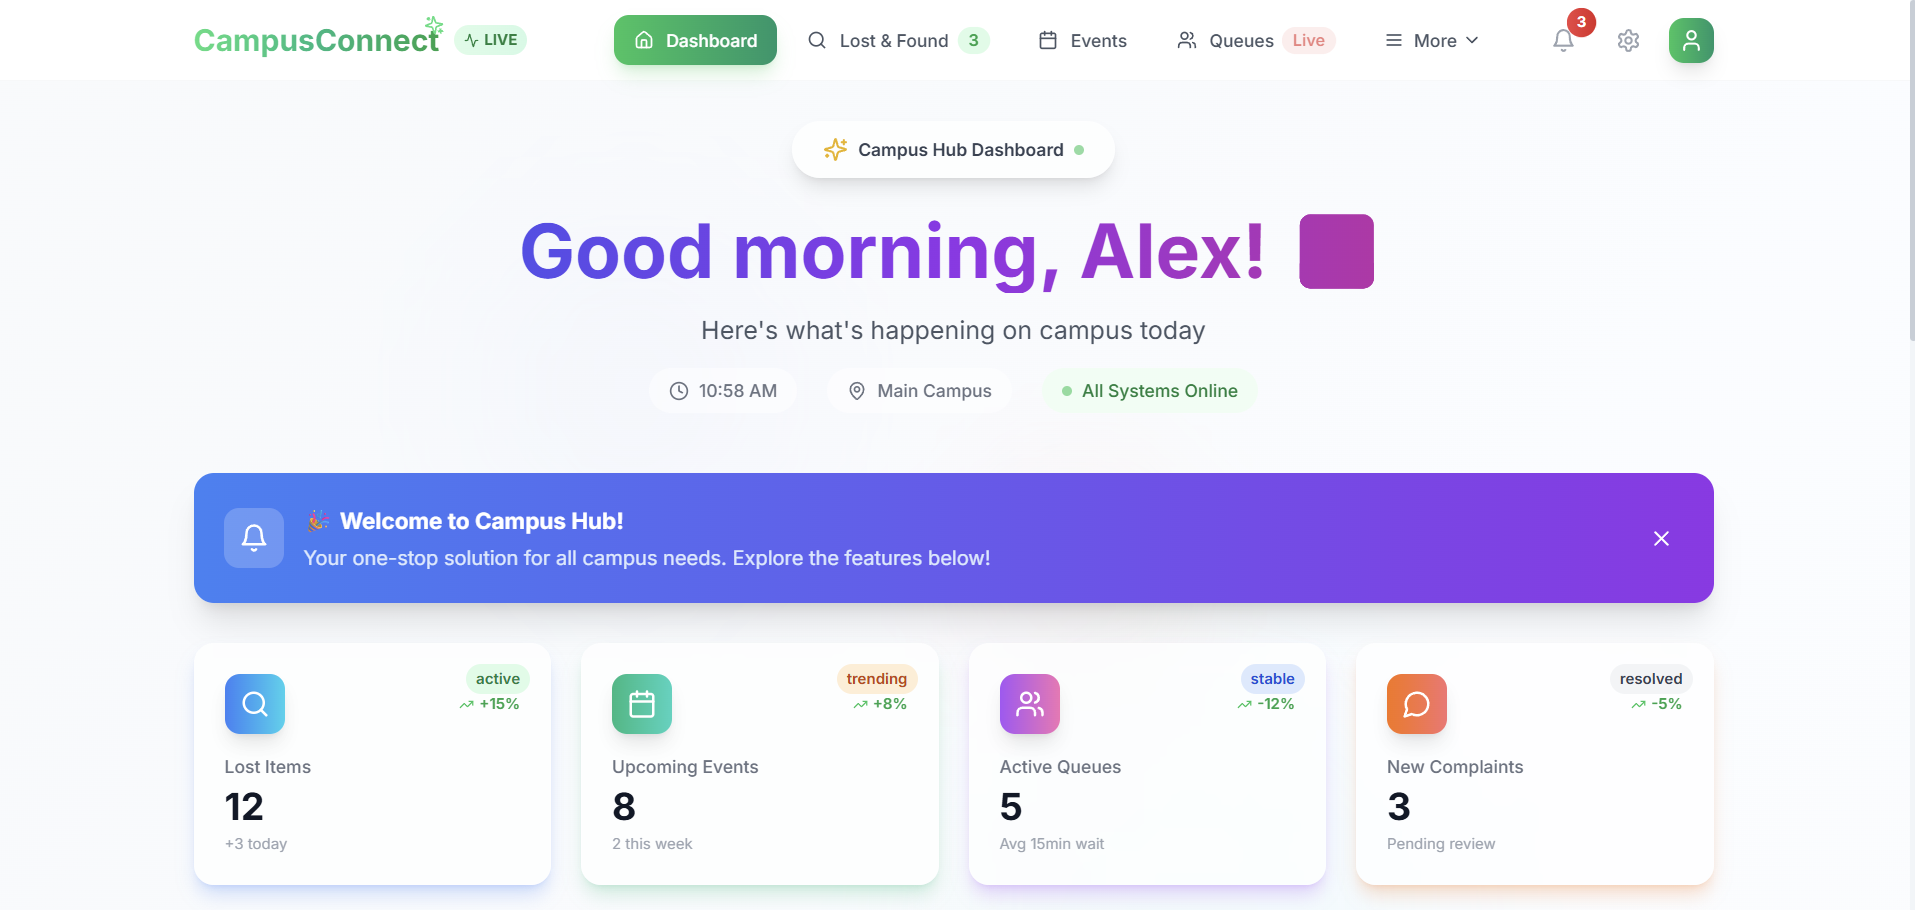 CampusConnect
LIVE
Dashboard
Lost & Found
3
Events
Queues
Live
More
3
Campus Hub Dashboard
Good morning, Alex!
Here's what's happening on campus today
10:58 AM
Main Campus
All Systems Online
🎉 Welcome to Campus Hub!
Your one-stop solution for all campus needs. Explore the features below!
active
+15%
Lost Items
12
+3 today
trending
+8%
Upcoming Events
8
2 this week
stable
-12%
Active Queues
5
Avg 15min wait
resolved
-5%
New Complaints
3
Pending review